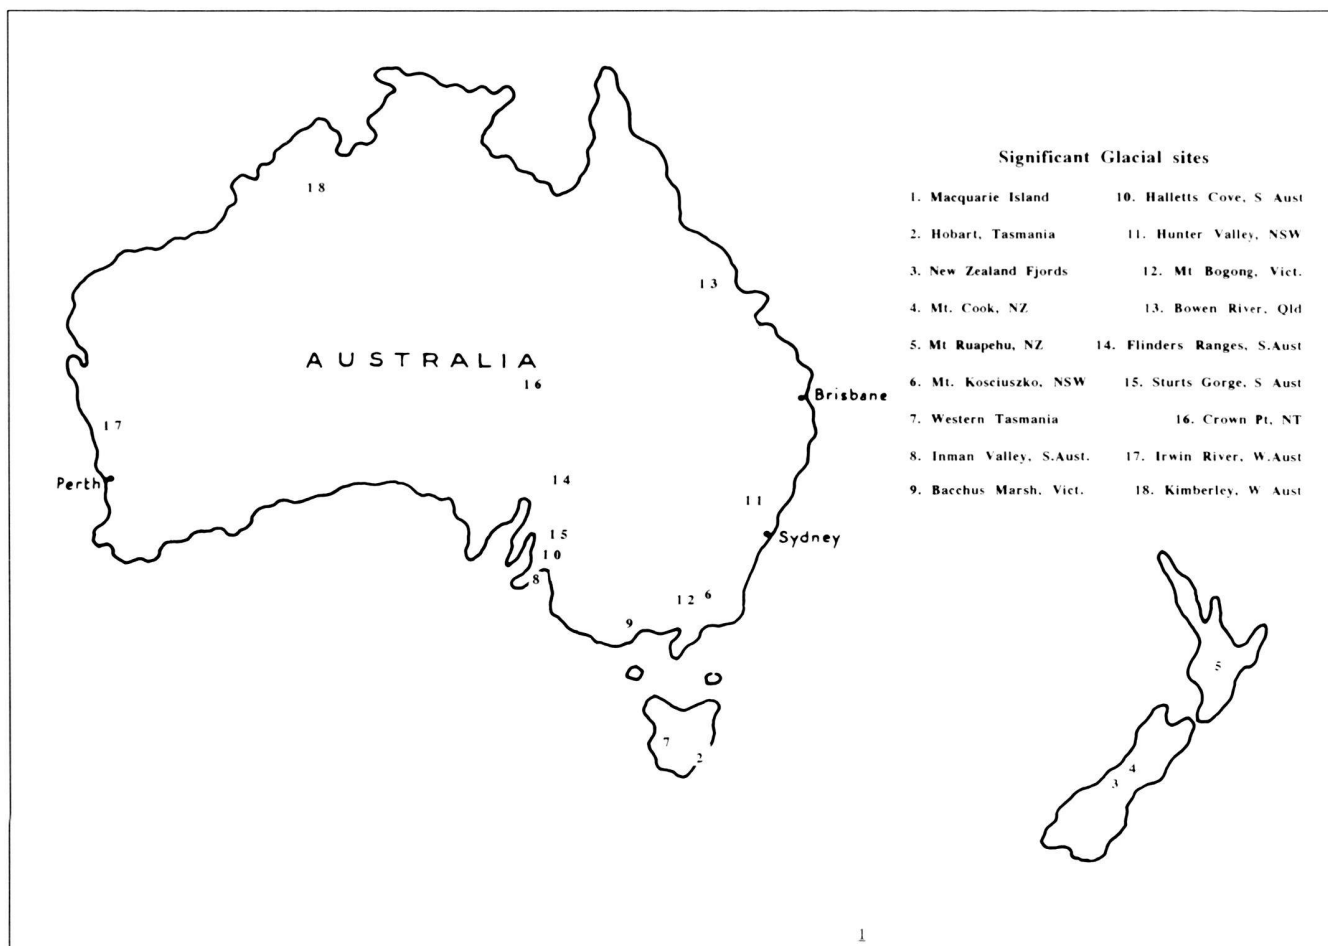 Significant Glacial sites
1. Macquarie Island
2. Hobart, Tasmania
3. New Zealand Fjords
4. Mt. Cook, NZ
5. Mt Ruapehu, NZ
6. Mt. Kosciuszko, NSW
7. Western Tasmania
8. Inman Valley, S.Aust.
9. Bacchus Marsh, Vict.
10. Halletts Cove, S Aust
11. Hunter Valley, NSW
12. Mt Bogong, Vict.
13. Bowen River, Qld
14. Flinders Ranges, S.Aust
15. Sturts Gorge, S Aust
16. Crown Pt, NT
17. Irwin River, W.Aust
18. Kimberley, W Aust
18
13
AUSTRALIA
16
Brisbane
17
Perth
14
11
15
Sydney
10
8
12
6
9
5
7
2
4
3
1